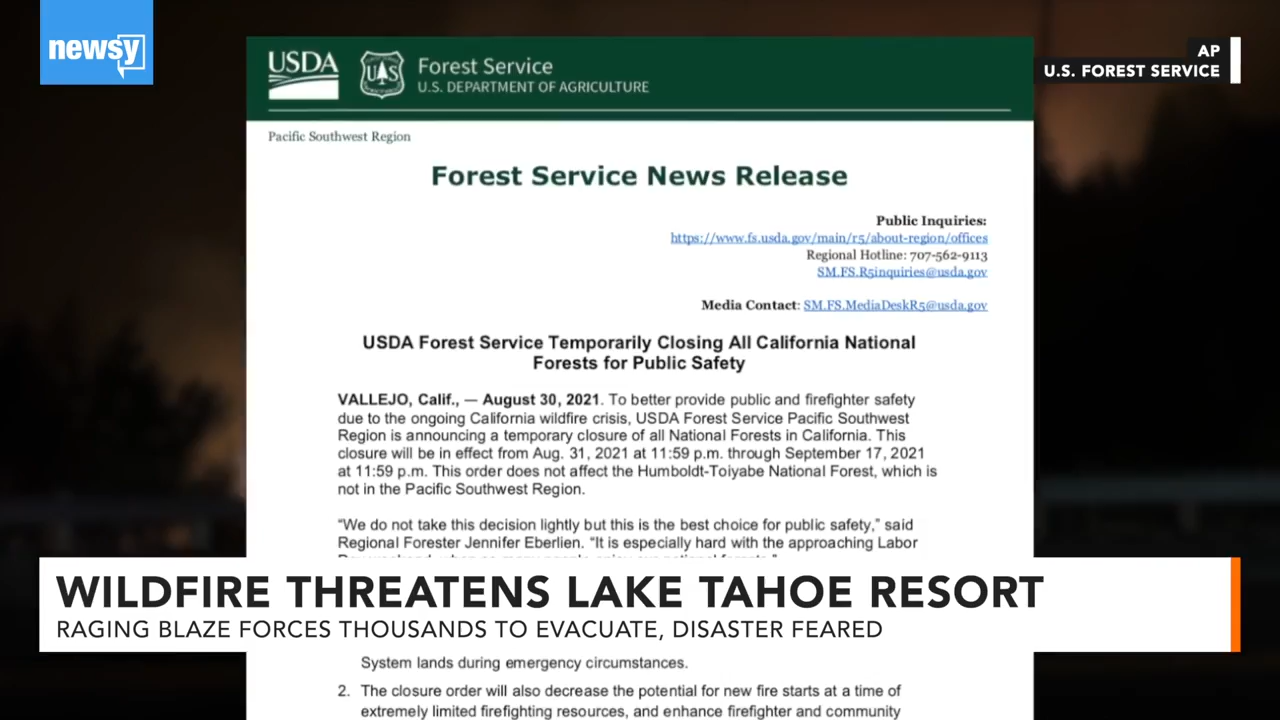 newsy
AP
U.S. FOREST SERVICE
USDA
UAS
Forest Service
U.S. DEPARTMENT OF AGRICULTURE
Pacific Southwest Region
Forest Service News Release
Public Inquiries:
https://www.fs.usda.gov/main/r5/about-region/offices
Regional Hotline: 707-562-9113
SM.FS.R5inquiries@usda.gov
Media Contact: SM.FS.MediaDeskR5@usda.gov
USDA Forest Service Temporarily Closing All California National
Forests for Public Safety
VALLEJO, Calif., — August 30, 2021. To better provide public and firefighter safety
due to the ongoing California wildfire crisis, USDA Forest Service Pacific Southwest
Region is announcing a temporary closure of all National Forests in California. This
closure will be in effect from Aug. 31, 2021 at 11:59 p.m. through September 17, 2021
at 11:59 p.m. This order does not affect the Humboldt-Toiyabe National Forest, which is
not in the Pacific Southwest Region.
“We do not take this decision lightly but this is the best choice for public safety,” said
Regional Forester Jennifer Eberlien. “It is especially hard with the approaching Labor
WILDFIRE THREATENS LAKE TAHOE RESORT
RAGING BLAZE FORCES THOUSANDS TO EVACUATE, DISASTER FEARED
System lands during emergency circumstances.
2. The closure order will also decrease the potential for new fire starts at a time of
extremely limited firefighting resources, and enhance firefighter and community